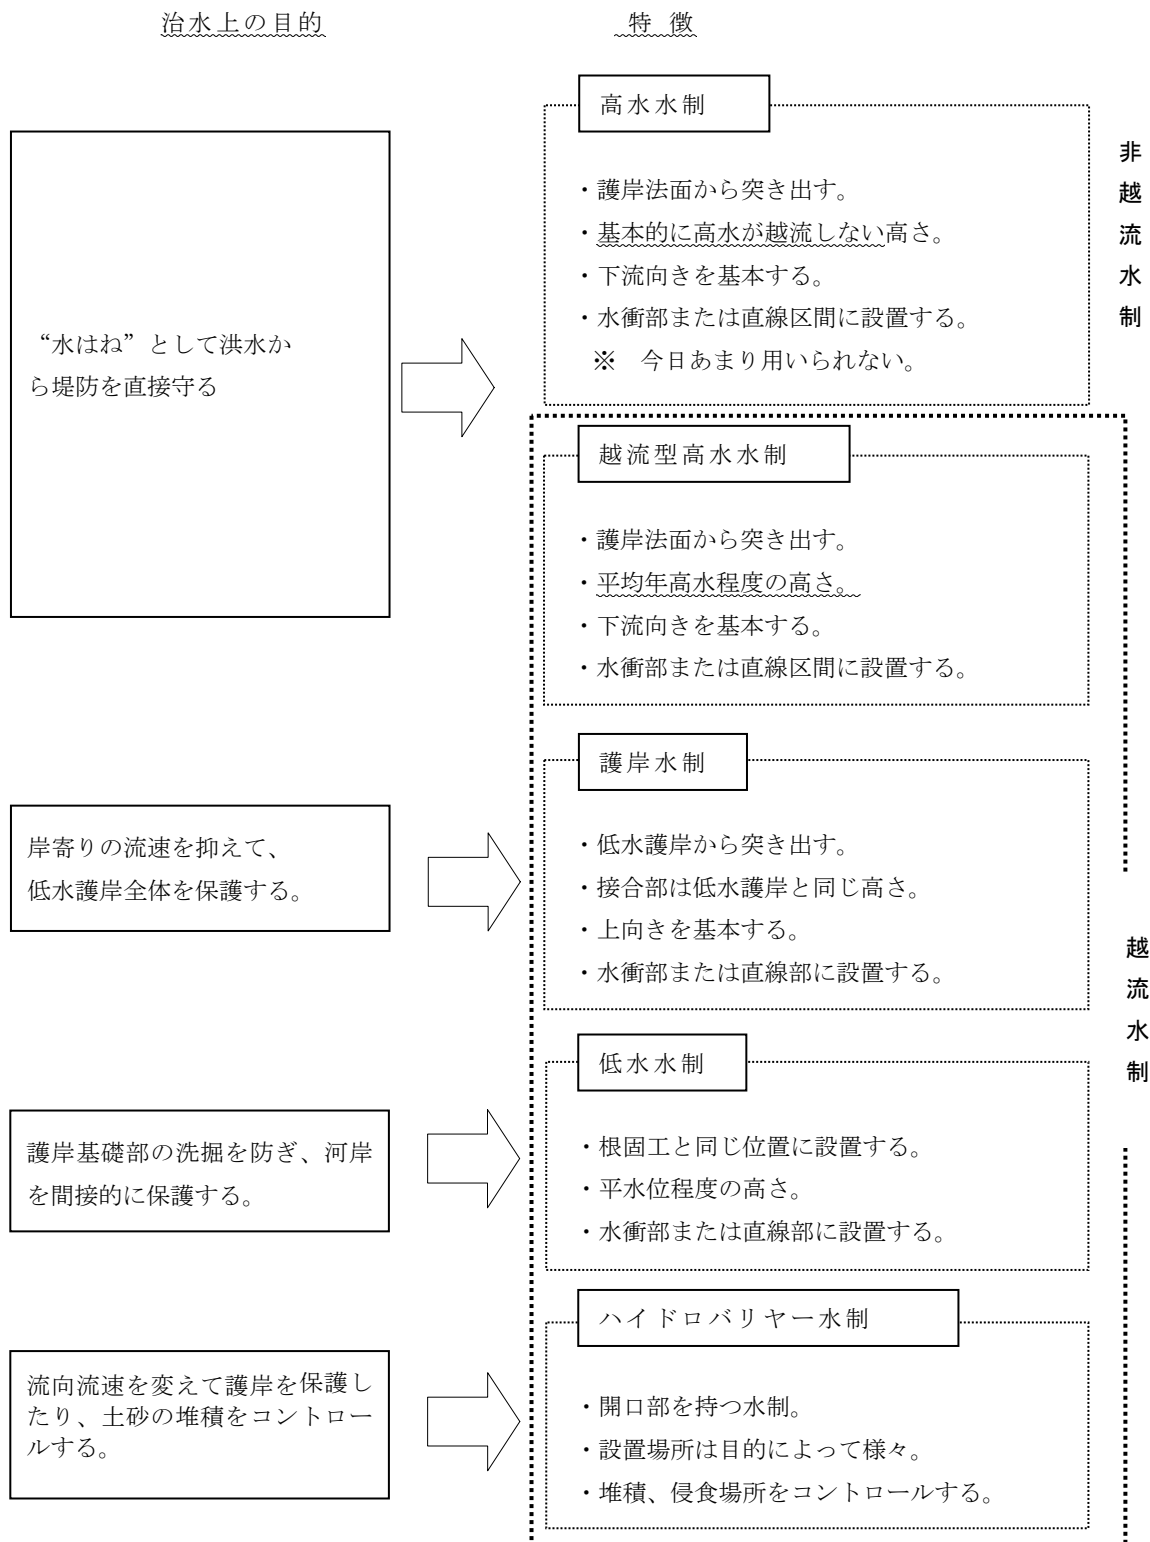 治水上の目的
特 徴
高水水制
・護岸法面から突き出す。
・基本的に高水が越流しない高さ。
・下流向きを基本する。
・水衝部または直線区間に設置する。
※ 今日あまり用いられない。
非越流水制
“水はね”として洪水か
ら堤防を直接守る
越流型高水水制
・護岸法面から突き出す。
・平均年高水程度の高さ。
・下流向きを基本する。
・水衝部または直線区間に設置する。
護岸水制
岸寄りの流速を抑えて、
低水護岸全体を保護する。
・低水護岸から突き出す。
・接合部は低水護岸と同じ高さ。
・上向きを基本する。
・水衝部または直線部に設置する。
越流水制
低水水制
護岸基礎部の洗掘を防ぎ、河岸
を間接的に保護する。
・根固工と同じ位置に設置する。
・平水位程度の高さ。
・水衝部または直線部に設置する。
ハイドロバリヤー水制
流向流速を変えて護岸を保護し
たり、土砂の堆積をコントロー
ルする。
・開口部を持つ水制。
・設置場所は目的によって様々。
・堆積、侵食場所をコントロールする。